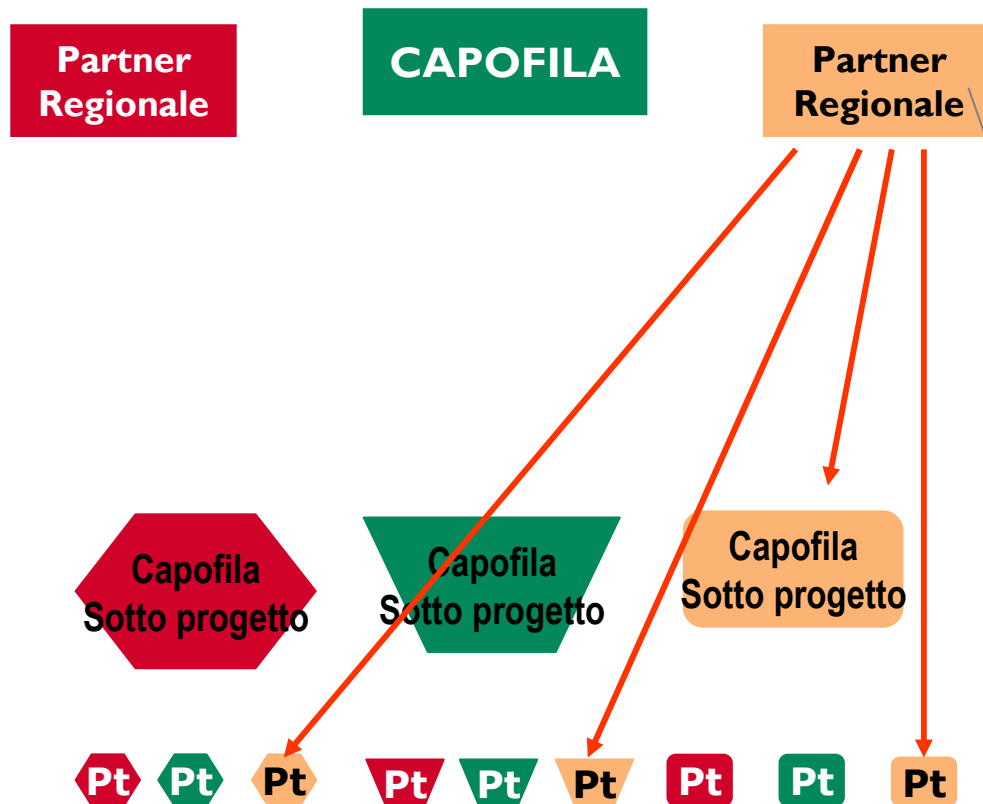 Partner
Regionale
CAPOFILA
Partner
Regionale
Capofila
Sotto progetto
Capofila
Sotto progetto
Capofila
Sotto progetto
Pt
Pt
Pt
Pt
Pt
Pt
Pt
Pt
Pt